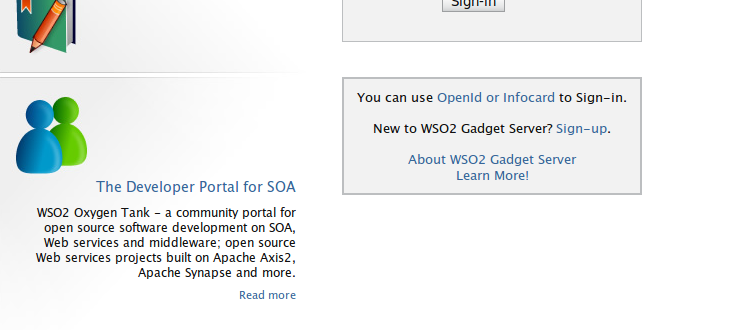 Sign-in
You can use OpenId or Infocard to Sign-in.
New to WSO2 Gadget Server? Sign-up.
About WSO2 Gadget Server
Learn More!
The Developer Portal for SOA
WSO2 Oxygen Tank - a community portal for
open source software development on SOA,
Web services and middleware; open source
Web services projects built on Apache Axis2,
Apache Synapse and more.
Read more